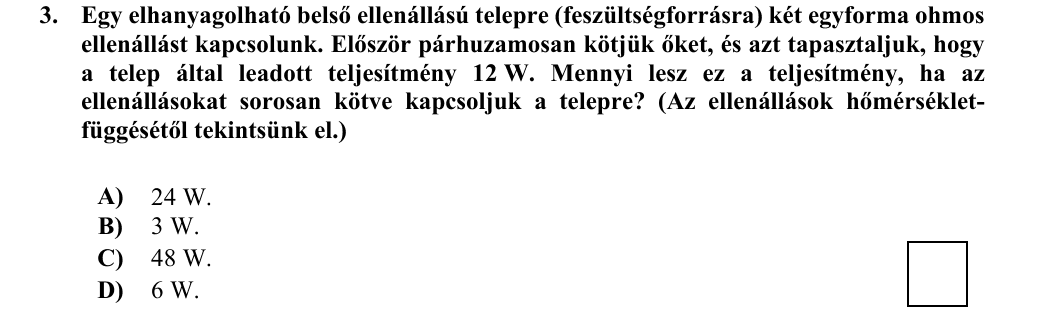 3. Egy elhanyagolható belső ellenállású telepre (feszültségforrásra) két egyforma ohmos
ellenállást kapcsolunk. Először párhuzamosan kötjük őket, és azt tapasztaljuk, hogy
a telep által leadott teljesítmény 12 W. Mennyi lesz ez a teljesítmény, ha az
ellenállásokat sorosan kötve kapcsoljuk a telepre? (Az ellenállások hőmérséklet-
függésétől tekintsünk el.)
A) 24 W.
B) 3 W.
C) 48 W.
D) 6 W.